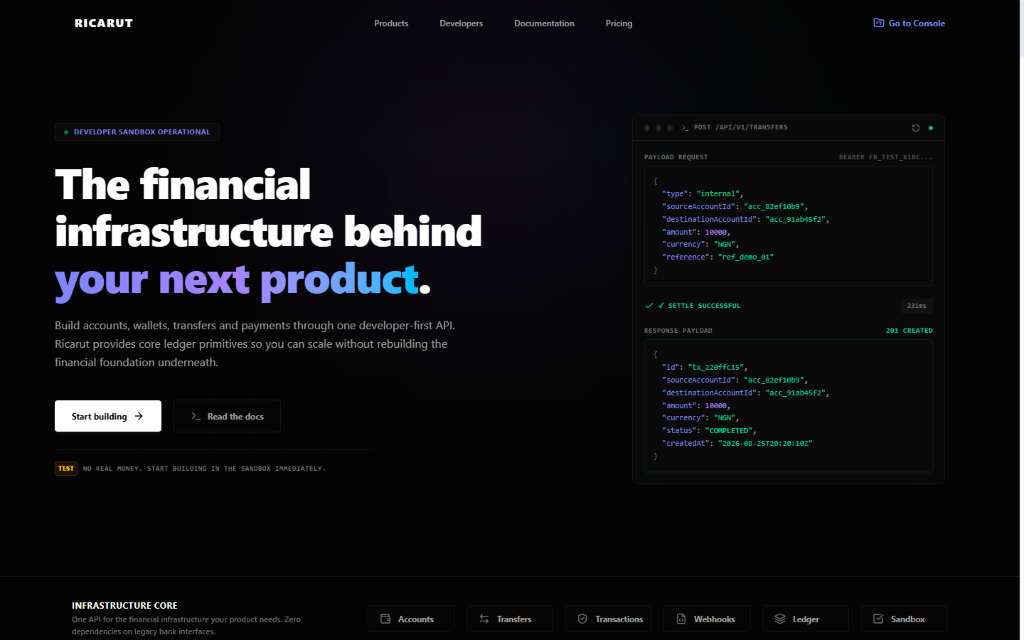 RICARUT
Products
Developers
Documentation
Pricing
Go to Console
DEVELOPER SANDBOX OPERATIONAL
The financial
infrastructure behind
your next product.
Build accounts, wallets, transfers and payments through one developer-first API.
Ricarut provides core ledger primitives so you can scale without rebuilding the
financial foundation underneath.
Start building →
>_ Read the docs
TEST NO REAL MONEY. START BUILDING IN THE SANDBOX IMMEDIATELY.
>_ POST /API/V1/TRANSFERS
PAYLOAD REQUEST
BEARER FB_TEST_81BC...
{
"type": "internal",
"sourceAccountId": "acc_82ef10b9",
"destinationAccountId": "acc_91ab45f2",
"amount": 10000,
"currency": "NGN",
"reference": "ref_demo_01"
}
✓ ✓ SETTLE SUCCESSFUL
231ms
RESPONSE PAYLOAD
201 CREATED
{
"id": "tx_220ffc15",
"sourceAccountId": "acc_82ef10b9",
"destinationAccountId": "acc_91ab45f2",
"amount": 10000,
"currency": "NGN",
"status": "COMPLETED",
"createdAt": "2026-08-25T20:20:10Z"
}
INFRASTRUCTURE CORE
One API for the financial infrastructure your product needs. Zero
dependencies on legacy bank interfaces.
Accounts
Transfers
Transactions
Webhooks
Ledger
Sandbox